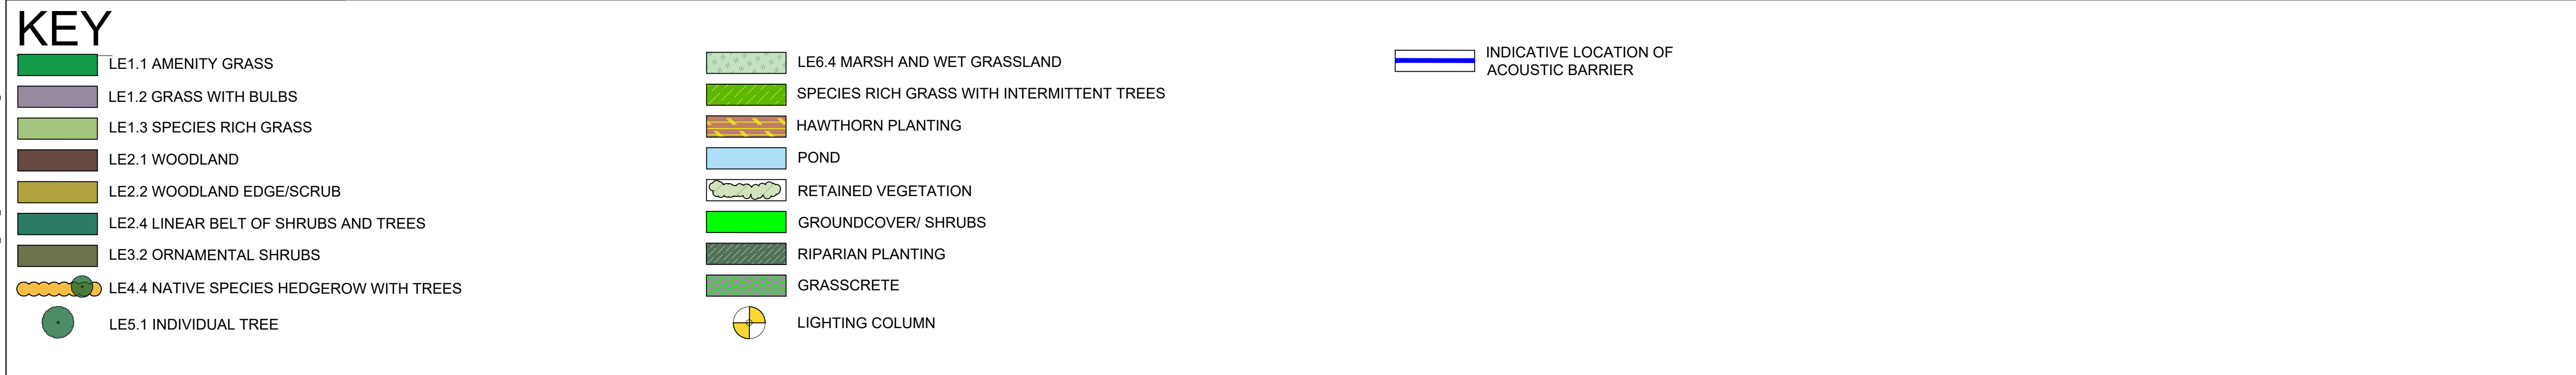 KEY
LE1.1 AMENITY GRASS
LE1.2 GRASS WITH BULBS
LE1.3 SPECIES RICH GRASS
LE2.1 WOODLAND
LE2.2 WOODLAND EDGE/SCRUB
LE2.4 LINEAR BELT OF SHRUBS AND TREES
LE3.2 ORNAMENTAL SHRUBS
LE4.4 NATIVE SPECIES HEDGEROW WITH TREES
LE5.1 INDIVIDUAL TREE
LE6.4 MARSH AND WET GRASSLAND
SPECIES RICH GRASS WITH INTERMITTENT TREES
HAWTHORN PLANTING
POND
RETAINED VEGETATION
GROUNDCOVER/ SHRUBS
RIPARIAN PLANTING
GRASSCRETE
LIGHTING COLUMN
INDICATIVE LOCATION OF
ACOUSTIC BARRIER